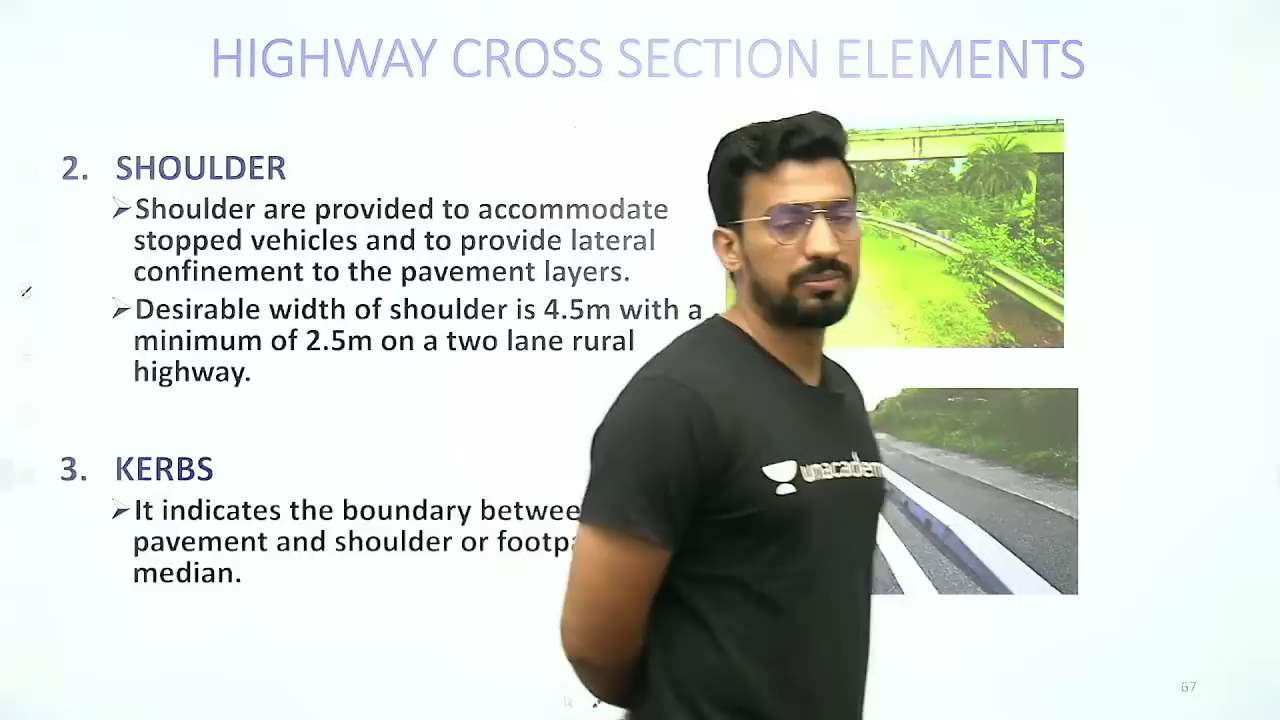 HIGHWAY CROSS SECTION ELEMENTS
2. SHOULDER
➢Shoulder are provided to accommodate
stopped vehicles and to provide lateral
confinement to the pavement layers.
➢Desirable width of shoulder is 4.5m with a
minimum of 2.5m on a two lane rural
highway.
3. KERBS
➢It indicates the boundary
pavement and shoulder or
median.
unacademy
67